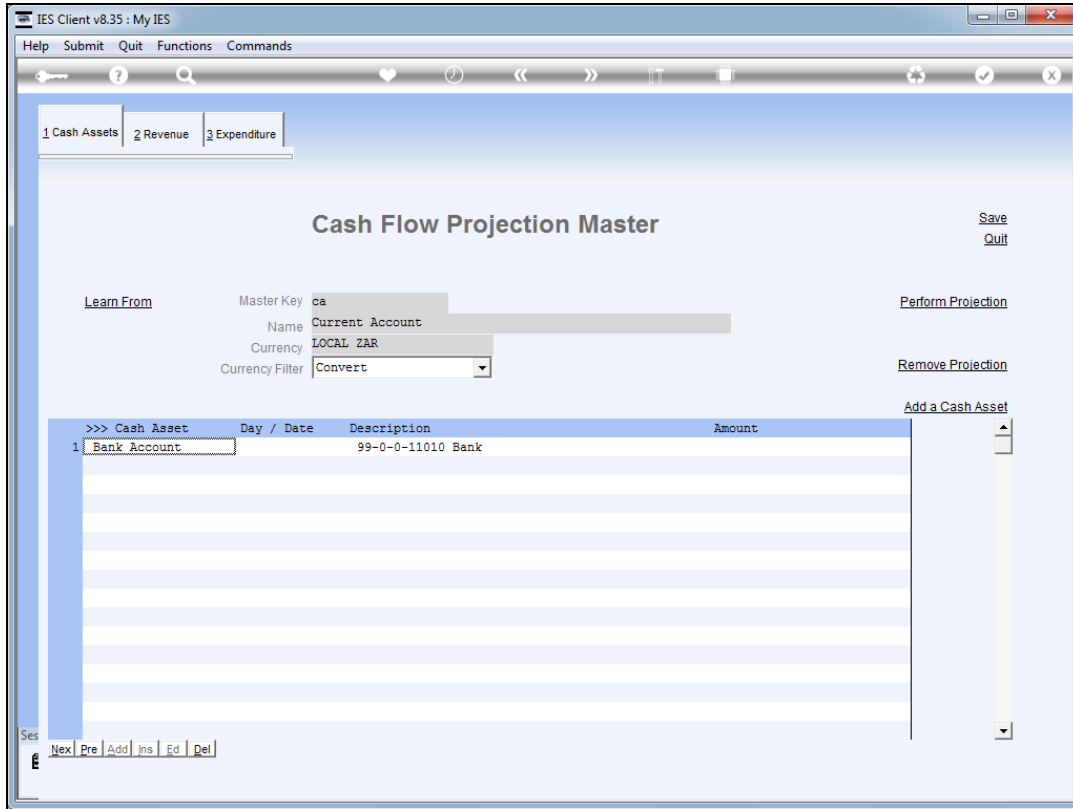 IES Client v8.35 : My IES
Help Submit Quit Functions Commands
1 Cash Assets 2 Revenue 3 Expenditure
Cash Flow Projection Master
Save
Quit
Learn From
Master Key ca
Perform Projection
Name Current Account
Currency LOCAL ZAR
Currency Filter Convert
Remove Projection
Add a Cash Asset
>>> Cash Asset Day / Date Description Amount
1 Bank Account 99-0-0-11010 Bank
Ses
Nex Pre Add Ins Ed Del